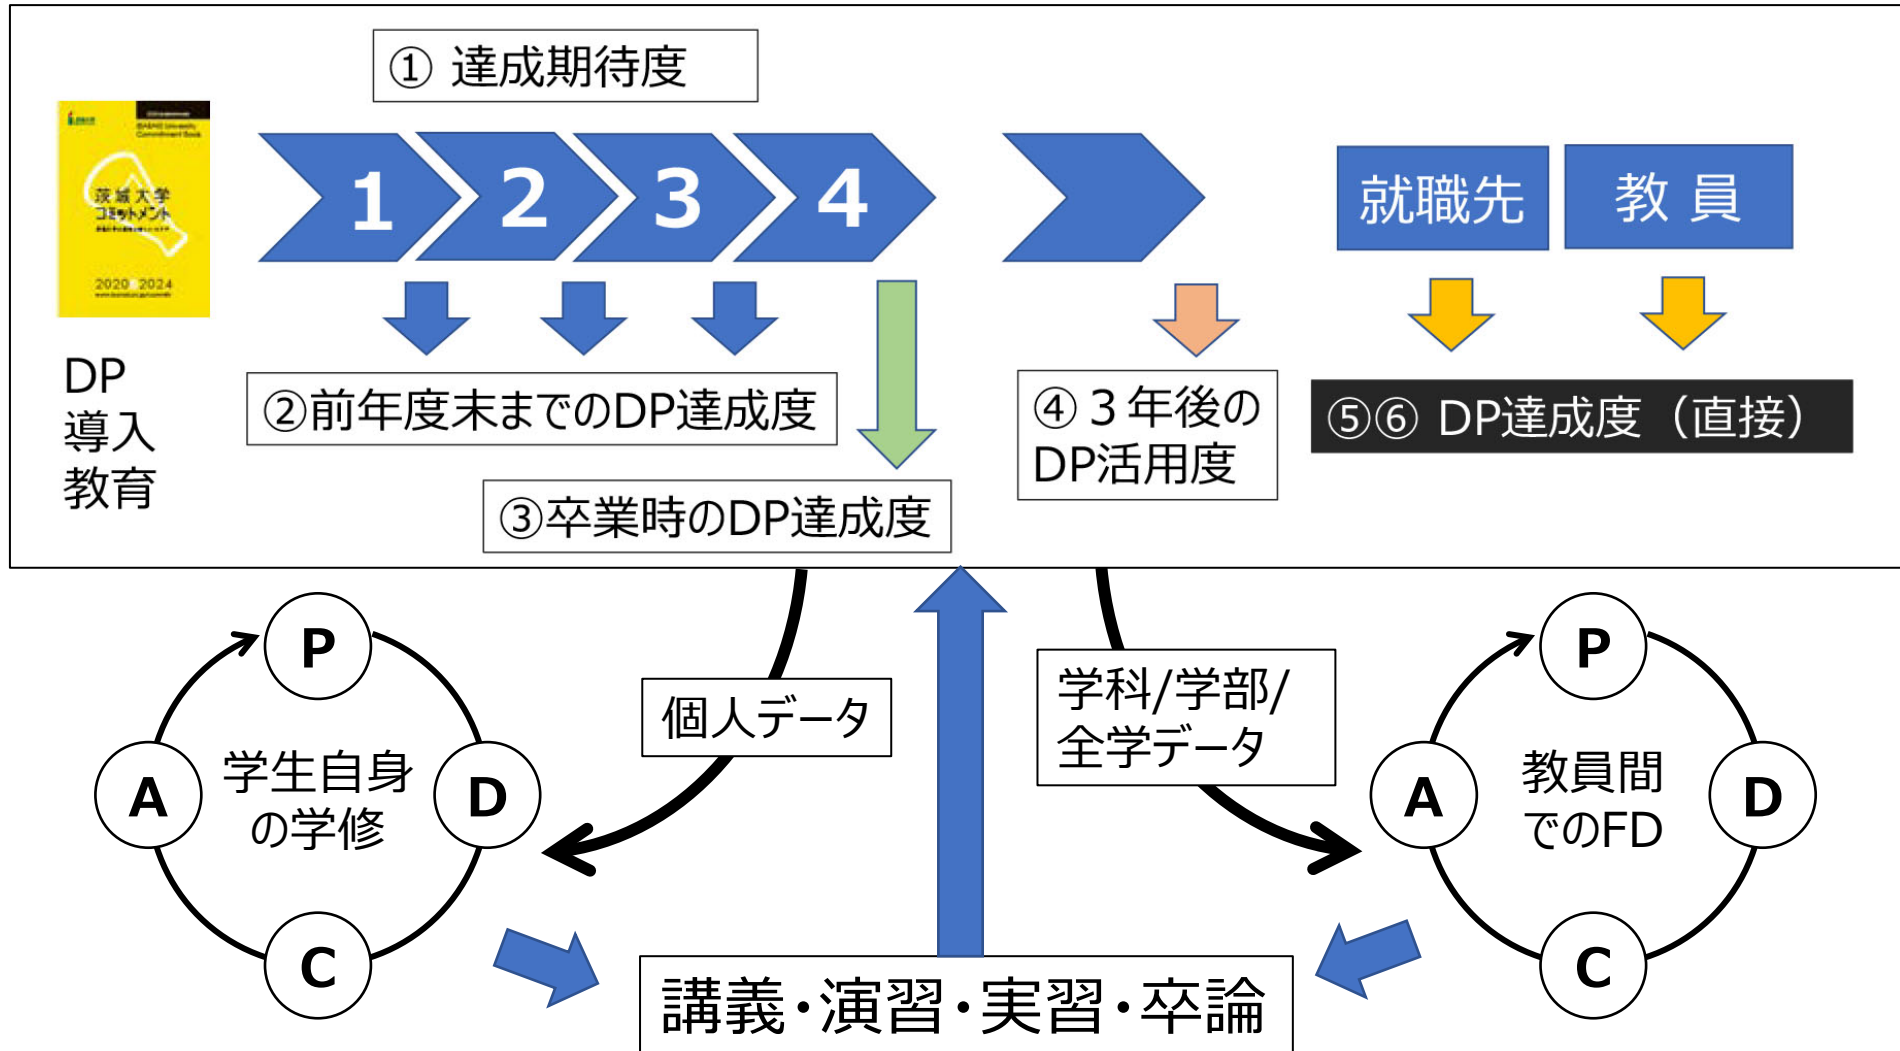 ① 達成期待度
茨城大学
コミットメント
2020 2024
DP
導入
教育
1
2
3
4
就職先
教 員
②前年度末までのDP達成度
③卒業時のDP達成度
④３年後の
DP活用度
⑤⑥ DP達成度（直接）
P
D
C
A
学生自身
の学修
個人データ
学科/学部/
全学データ
P
D
C
A
教員間
でのFD
講義・演習・実習・卒論